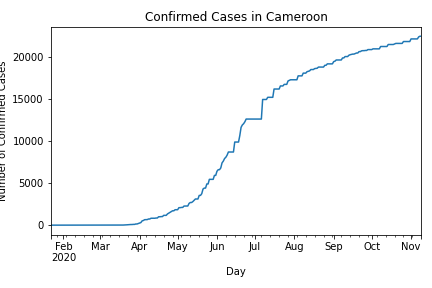 Confirmed Cases in Cameroon
Number of Confirmed Cases
20000
15000
10000
5000
0
Feb Mar Apr May Jun Jul Aug Sep Oct Nov
2020
Day